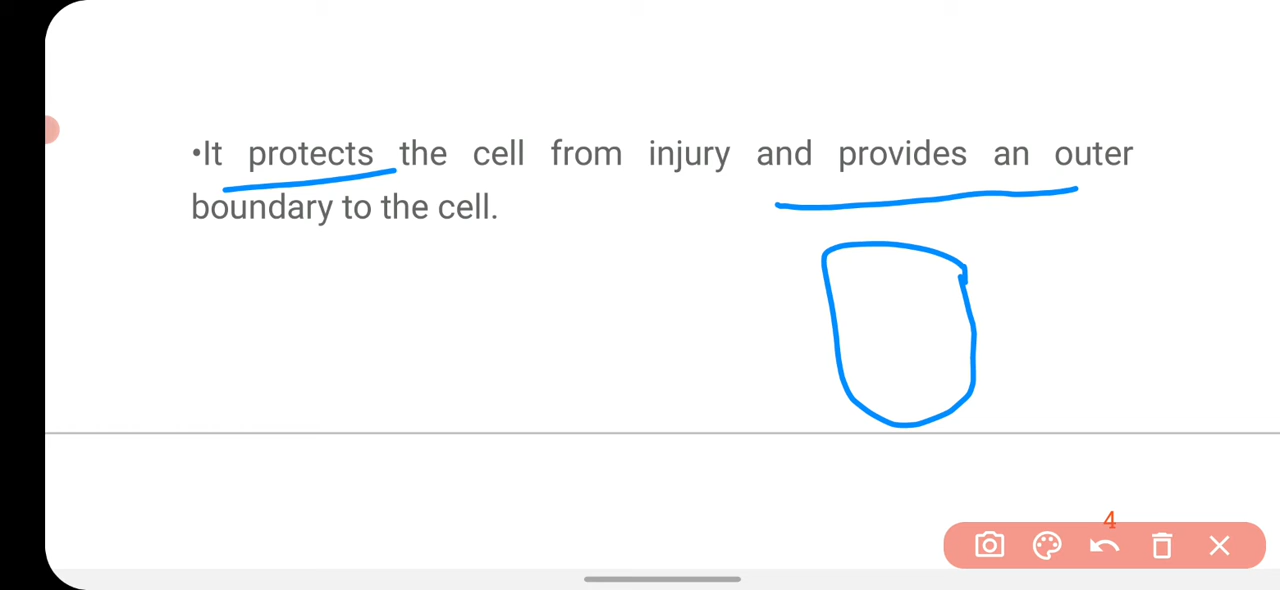 •It protects the cell from injury and provides an outer
boundary to the cell.
4